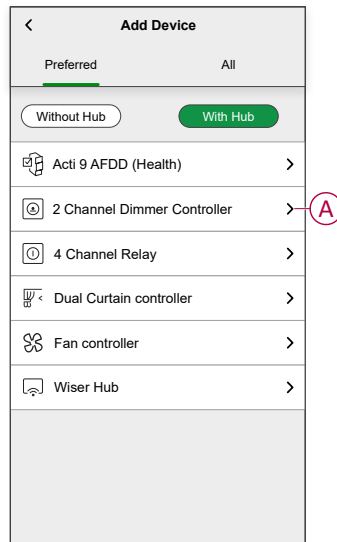 Add Device
Preferred All
Without Hub With Hub
Acti 9 AFDD (Health)
2 Channel Dimmer Controller
A
4 Channel Relay
Dual Curtain controller
Fan controller
Wiser Hub